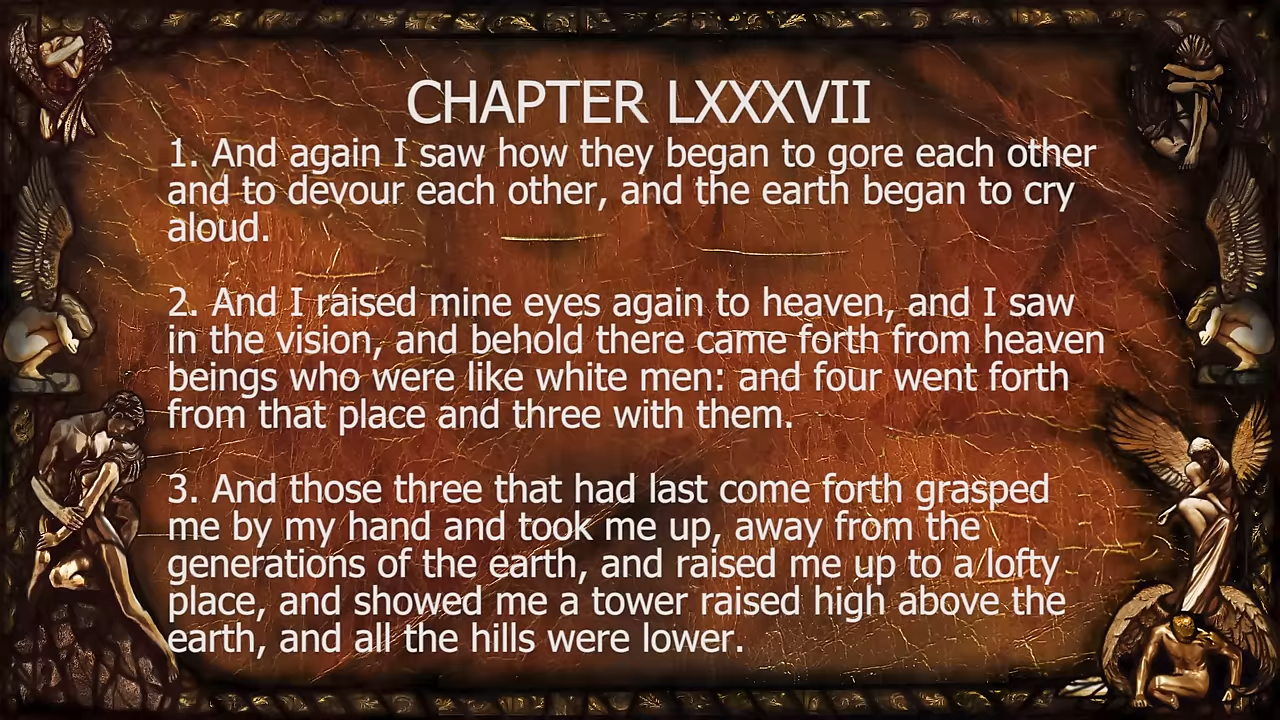 CHAPTER LXXXVII
1. And again I saw how they began to gore each other
and to devour each other, and the earth began to cry
aloud.
2. And I raised mine eyes again to heaven, and I saw
in the vision, and behold there came forth from heaven
beings who were like white men: and four went forth
from that place and three with them.
3. And those three that had last come forth grasped
me by my hand and took me up, away from the
generations of the earth, and raised me up to a lofty
place, and showed me a tower raised high above the
earth, and all the hills were lower.